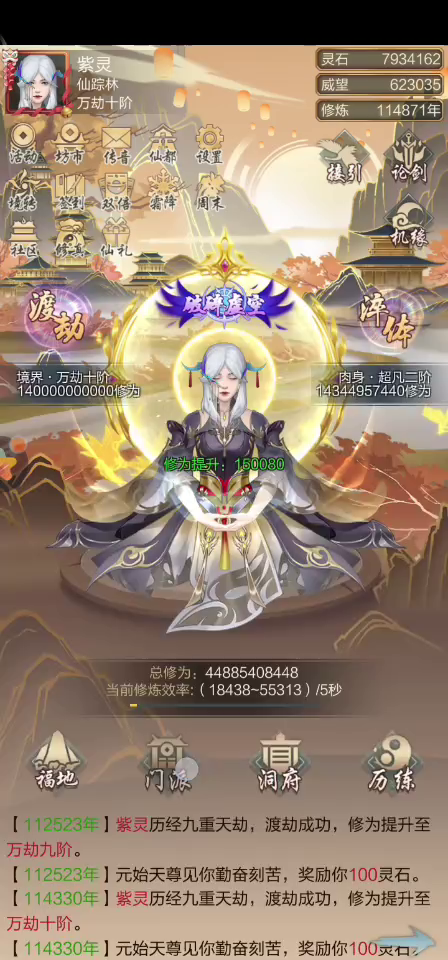 紫灵
仙踪林
万劫十阶
灵石 7934162
威望 623035
修炼 114871年
活动 坊市 传音 仙都 设置
接引 论剑
境界 签到 双倍 霜降 周末
机缘
社区 修真 仙礼
渡劫
破碎虚空
淬体
境界·万劫十阶
140000000000修为
肉身·超凡二阶
14344957440修为
修为提升：160080
总修为：44885408448
当前修炼效率:（18438~55313）/5秒
福地 门派 洞府 历练
【112523年】紫灵历经九重天劫，渡劫成功，修为提升至
万劫九阶。
【112523年】元始天尊见你勤奋刻苦，奖励你100灵石。
【114330年】紫灵历经九重天劫，渡劫成功，修为提升至
万劫十阶。
【114330年】元始天尊见你勤奋刻苦，奖励你100灵石。